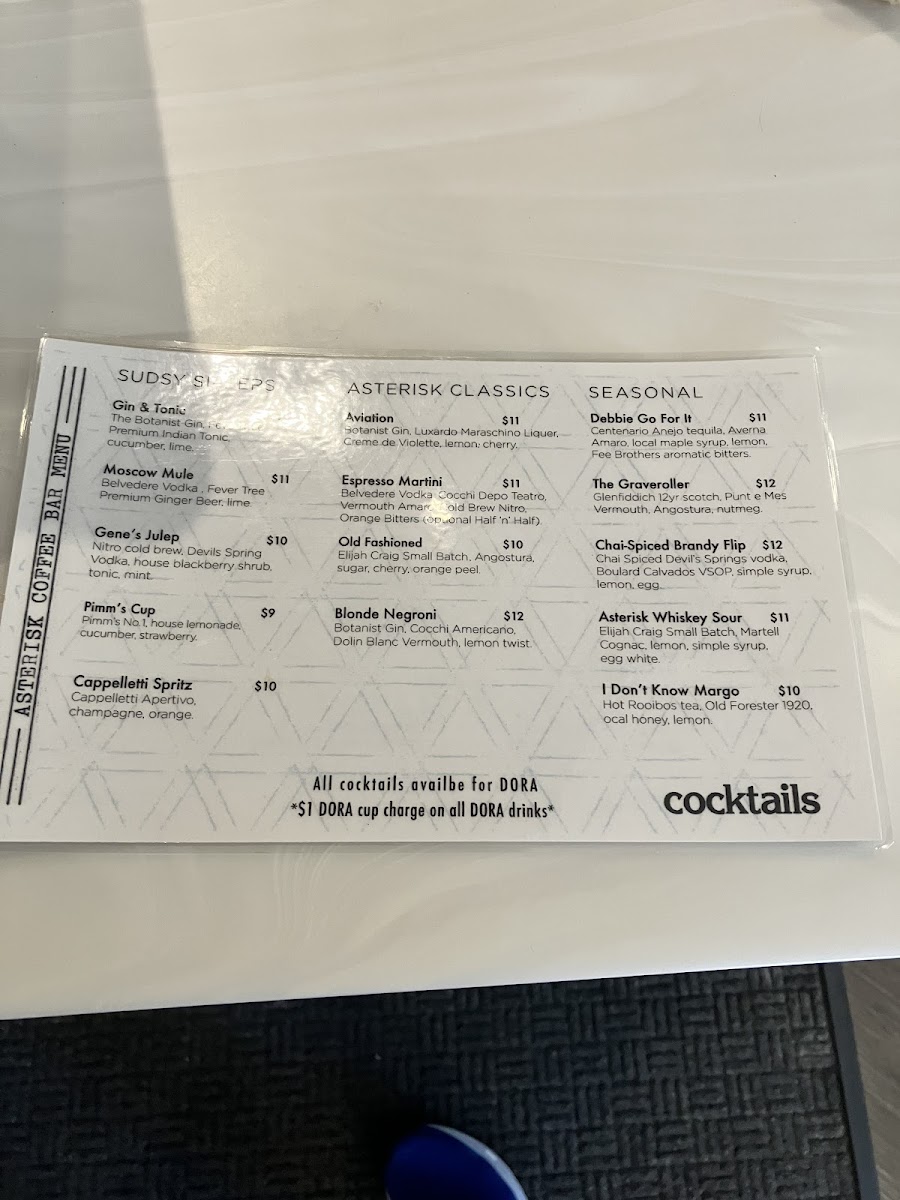 ASTERISK COFFEE BAR MENU
SUDSY
Gin & Tonic
The Botanist Gin,
Premium Indian Tonic,
cucumber, lime.
Moscow Mule $11
Belvedere Vodka , Fever Tree
Premium Ginger Beer, lime
Gene's Julep $10
Nitro cold brew, Devils Spring
Vodka, house blackberry shrub,
tonic, mint.
Pimm's Cup $9
Pimm's No.1, house lemonade,
cucumber, strawberry.
Cappelletti Spritz $10
Cappelletti Apertivo,
champagne, orange.
ASTERISK CLASSICS
Aviation $11
Botanist Gin, Luxardo Maraschino Liquer,
Creme de Violette, lemon, cherry.
Espresso Martini $11
Belvedere Vodka, Cocchi Depo Teatro,
Vermouth Amaro, Cold Brew Nitro,
Orange Bitters (optional Half 'n' Half).
Old Fashioned $10
Elijah Craig Small Batch, Angostura,
sugar, cherry, orange peel.
Blonde Negroni $12
Botanist Gin, Cocchi Americano,
Dolin Blanc Vermouth, lemon twist.
SEASONAL
Debbie Go For It $11
Centenario Anejo tequila, Averna
Amaro, local maple syrup, lemon,
Fee Brothers aromatic bitters.
The Graveroller $12
Glenfiddich 12yr scotch, Punt e Mes
Vermouth, Angostura, nutmeg.
Chai-Spiced Brandy Flip $12
Chai Spiced Devil's Springs vodka,
Boulard Calvados VSOP, simple syrup,
lemon, egg.
Asterisk Whiskey Sour $11
Elijah Craig Small Batch, Martell
Cognac, lemon, simple syrup,
egg white.
I Don't Know Margo $10
Hot Rooibos tea, Old Forester 1920,
ocal honey, lemon.
All cocktails availbe for DORA
*$1 DORA cup charge on all DORA drinks*
cocktails